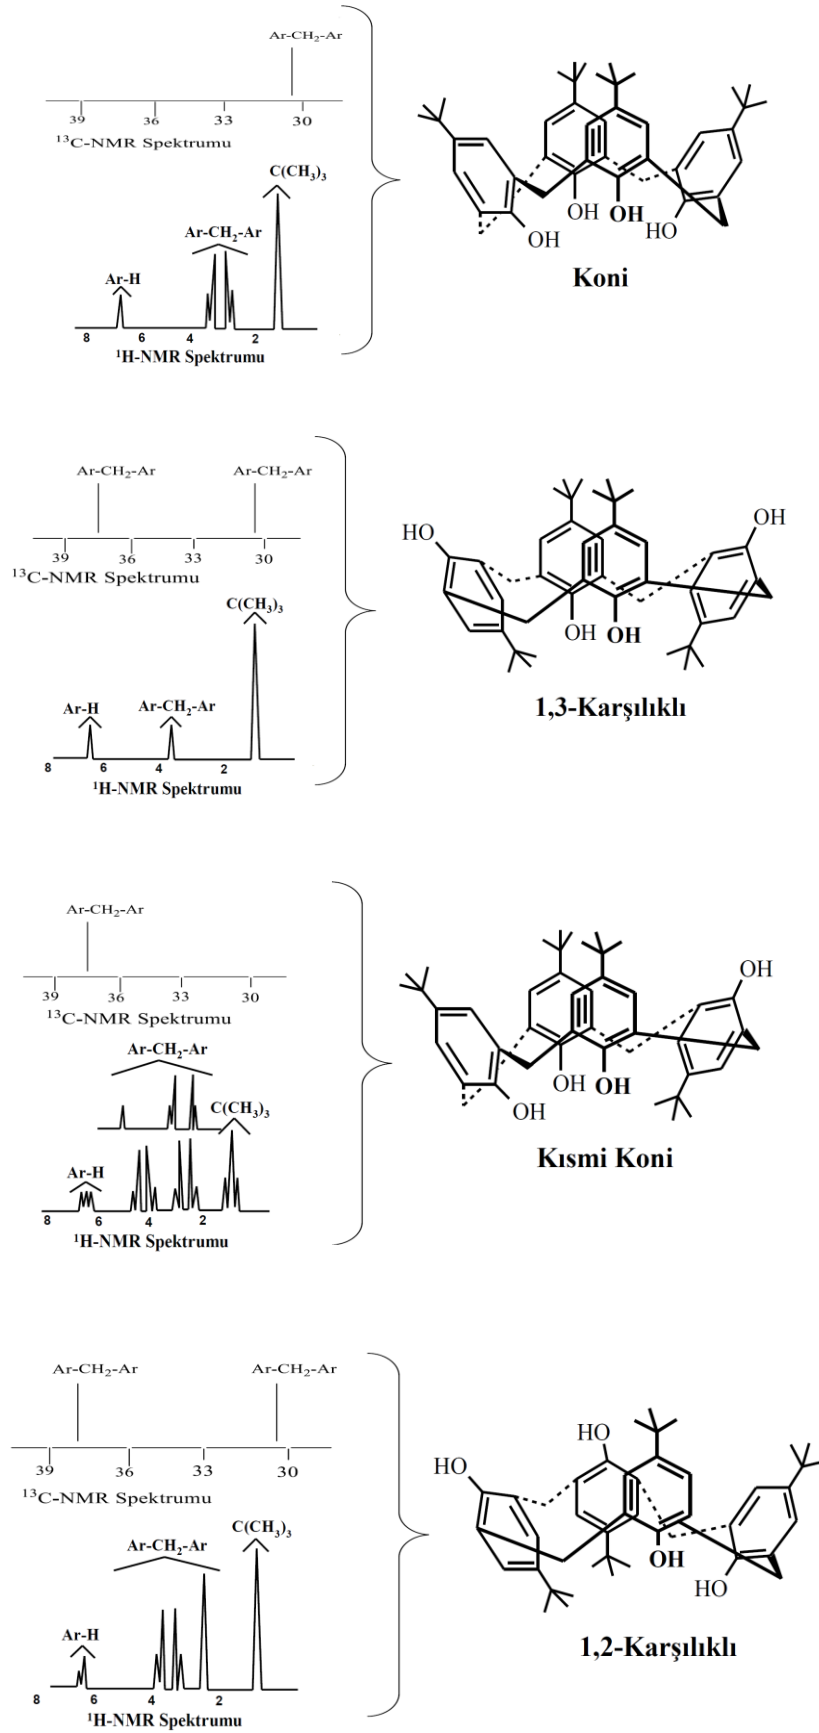 Ar-CH₂-Ar
39 36 33 30
¹³C-NMR Spektrumu
C(CH₃)₃
Ar-CH₂-Ar
Ar-H
8 6 4 2
¹H-NMR Spektrumu
OH OH OH HO
Koni
Ar-CH₂-Ar Ar-CH₂-Ar
39 36 33 30
¹³C-NMR Spektrumu
C(CH₃)₃
Ar-H Ar-CH₂-Ar
8 6 4 2
¹H-NMR Spektrumu
HO OH
OH OH
1,3-Karşılıklı
Ar-CH₂-Ar
39 36 33 30
¹³C-NMR Spektrumu
Ar-CH₂-Ar
C(CH₃)₃
Ar-H
8 6 4 2
¹H-NMR Spektrumu
OH
OH OH OH
Kısmi Koni
Ar-CH₂-Ar Ar-CH₂-Ar
39 36 33 30
¹³C-NMR Spektrumu
C(CH₃)₃
Ar-CH₂-Ar
Ar-H
8 6 4 2
¹H-NMR Spektrumu
HO HO
OH HO
1,2-Karşılıklı